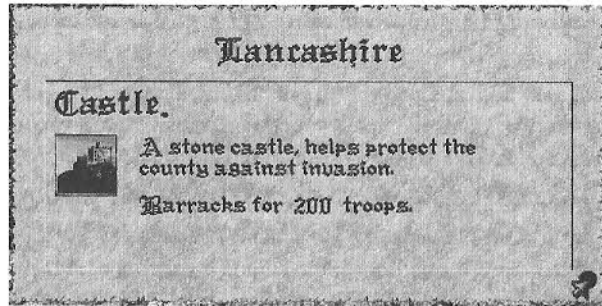 Lancashire
Castle.
A stone castle, helps protect the
county against invasion.
Barracks for 200 troops.